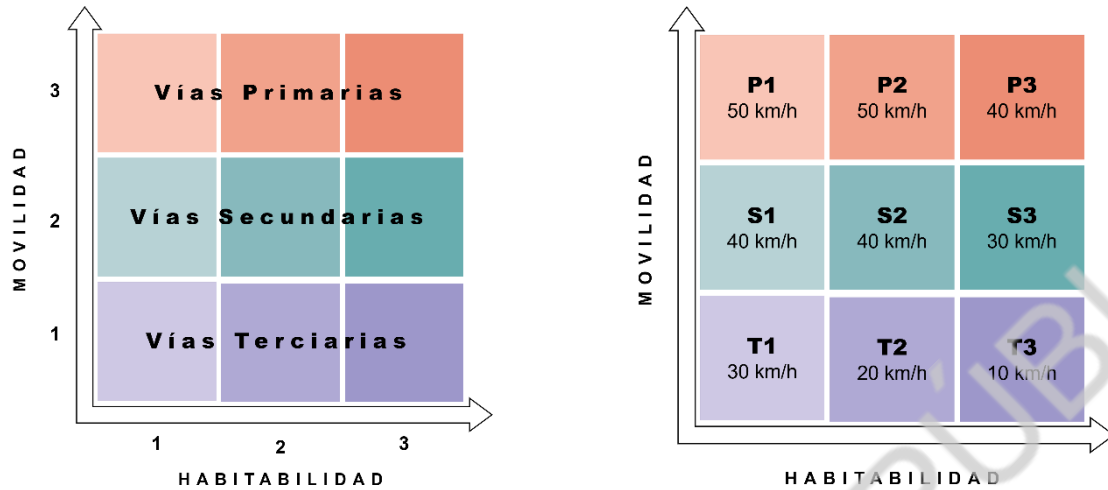 3
2
1
MOVILIDAD
Vías Primarias
Vías Secundarias
Vías Terciarias
1 2 3
HABITABILIDAD
MOVILIDAD
P1 P2 P3
50 km/h 50 km/h 40 km/h
S1 S2 S3
40 km/h 40 km/h 30 km/h
T1 T2 T3
30 km/h 20 km/h 10 km/h
HABITABILIDAD